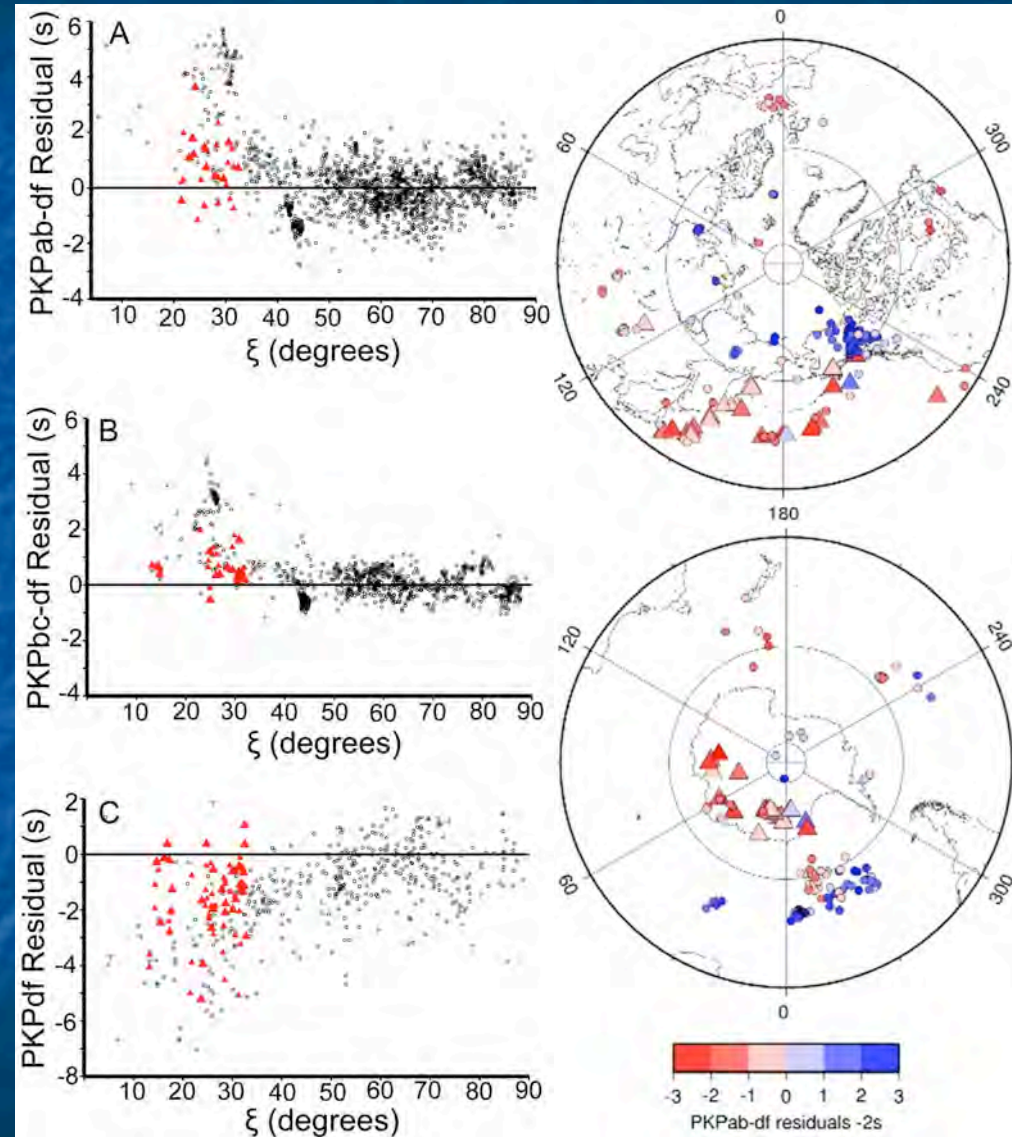 A
PKPab-df Residual (s)
6
4
2
0
-2
-4
10 20 30 40 50 60 70 80 90
ξ (degrees)
B
PKPbc-df Residual (s)
6
4
2
0
-2
-4
10 20 30 40 50 60 70 80 90
ξ (degrees)
C
PKPdf Residual (s)
2
0
-2
-4
-6
-8
10 20 30 40 50 60 70 80 90
ξ (degrees)
0
60
300
120
240
180
120
240
60
300
0
-3 -2 -1 0 1 2 3
PKPab-df residuals -2s